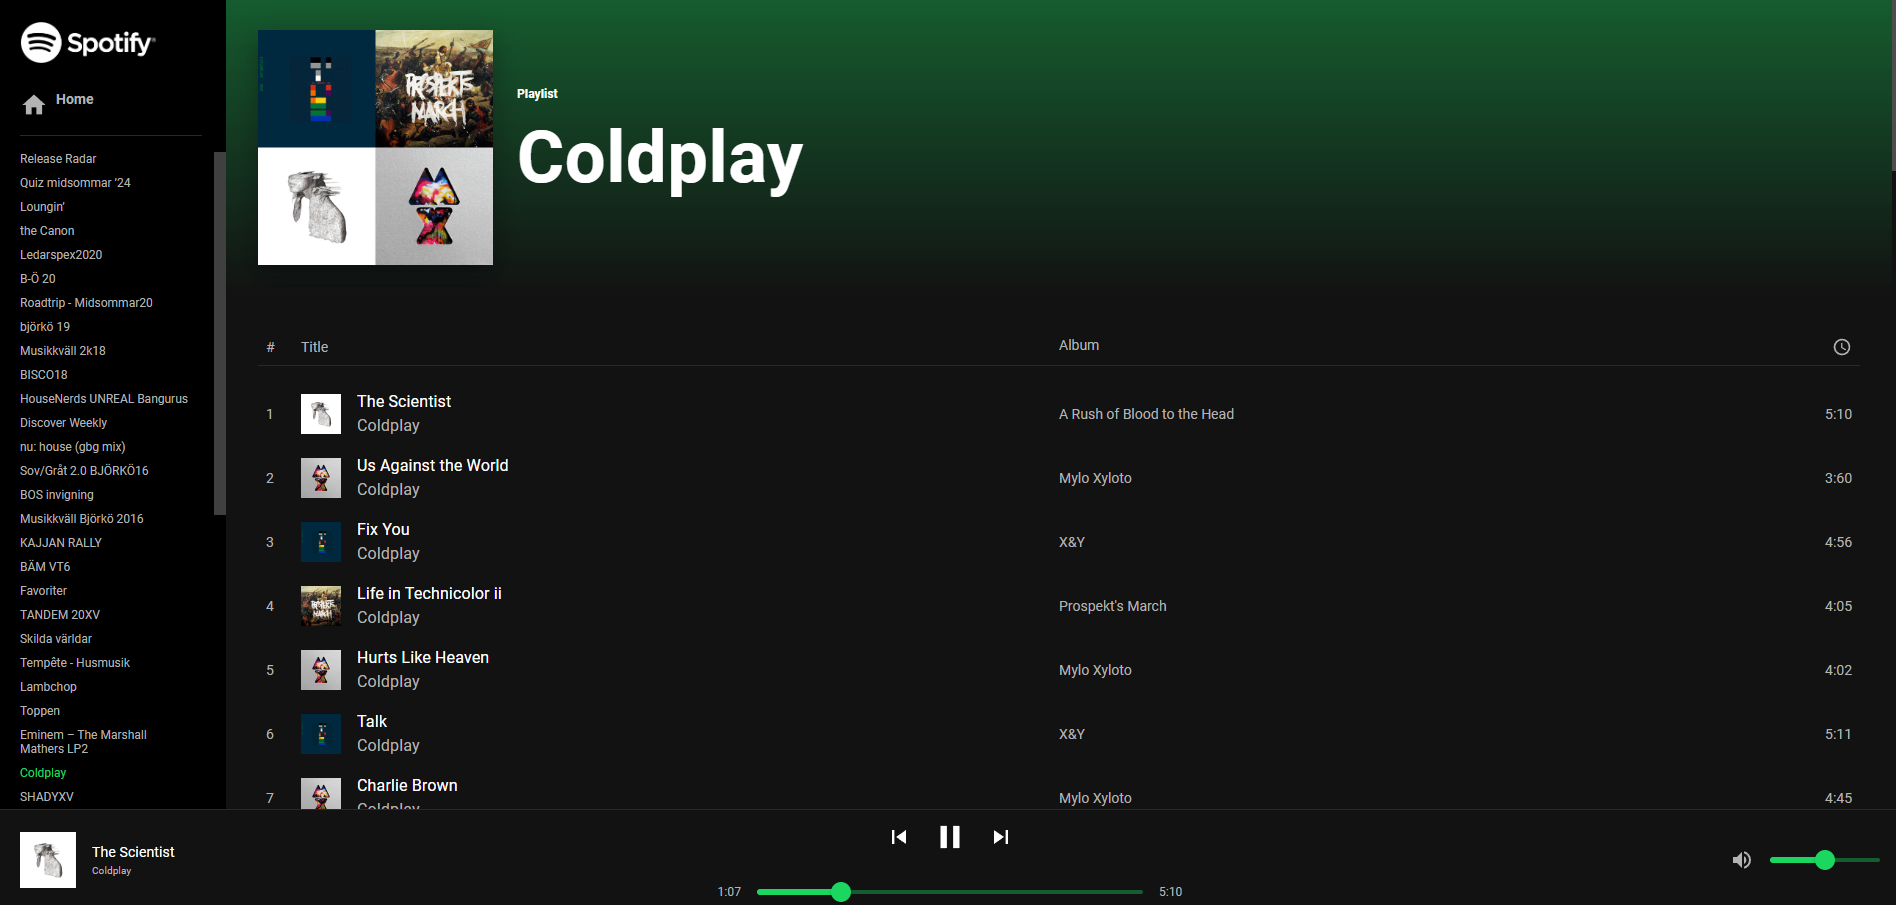 Spotify
Home
Release Radar
Quiz midsommar '24
Loungin'
the Canon
Ledarspex2020
B-Ö 20
Roadtrip - Midsommar20
björkö 19
Musikkväll 2k18
BISCO18
HouseNerds UNREAL Bangurus
Discover Weekly
nu: house (gbg mix)
Sov/Gråt 2.0 BJÖRKÖ16
BOS invigning
Musikkväll Björkö 2016
KAJJAN RALLY
BÄM VT6
Favoriter
TANDEM 20XV
Skilda världar
Tempête - Husmusik
Lambchop
Toppen
Eminem – The Marshall
Mathers LP2
Coldplay
SHADYXV
PROSPEKTS
MARCH
Playlist
Coldplay
# Title Album
1 The Scientist A Rush of Blood to the Head 5:10
Coldplay
2 Us Against the World Mylo Xyloto 3:60
Coldplay
3 Fix You X&Y 4:56
Coldplay
4 Life in Technicolor ii Prospekt's March 4:05
Coldplay
5 Hurts Like Heaven Mylo Xyloto 4:02
Coldplay
6 Talk X&Y 5:11
Coldplay
7 Charlie Brown Mylo Xyloto 4:45
Coldplay
The Scientist
Coldplay
1:07 5:10